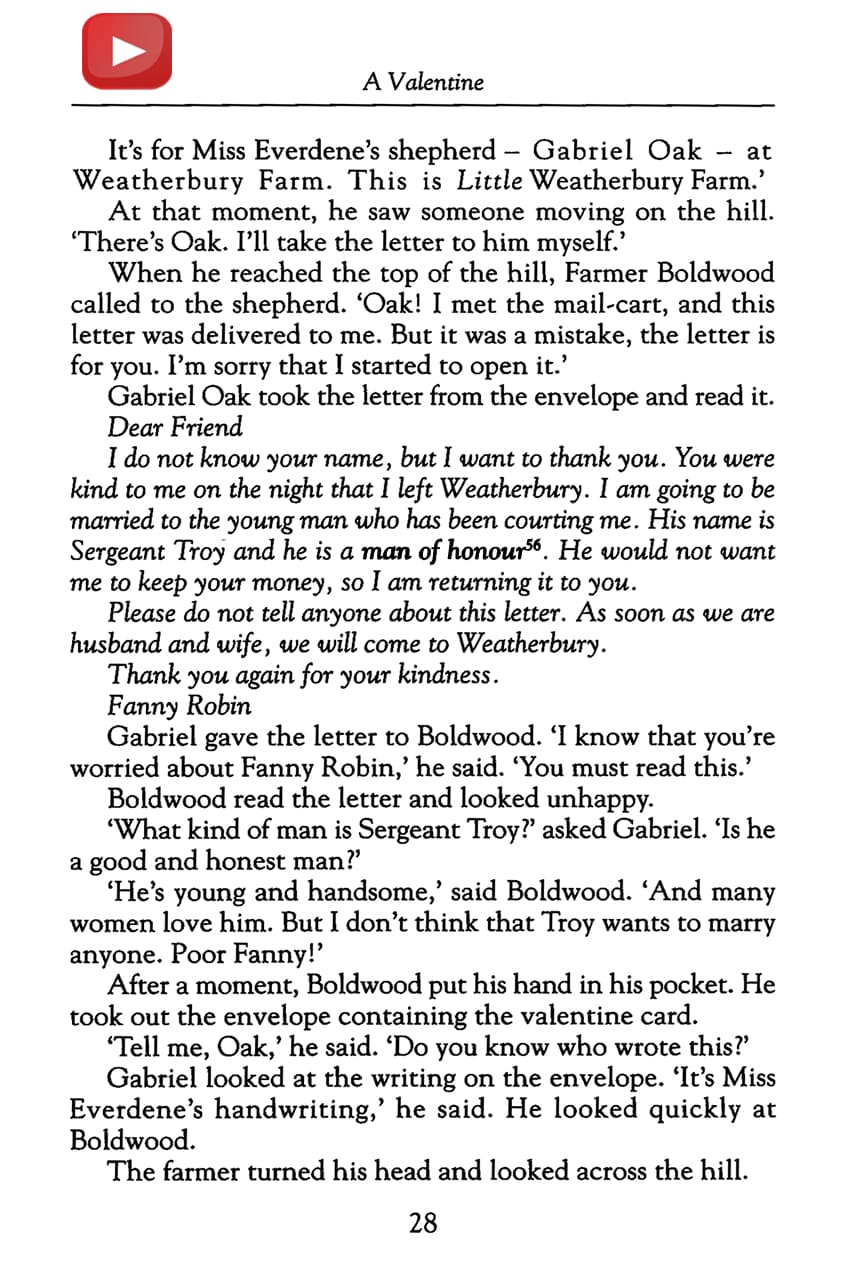 A Valentine
It’s for Miss Everdene’s shepherd – Gabriel Oak – at
Weatherbury Farm. This is Little Weatherbury Farm.’
At that moment, he saw someone moving on the hill.
‘There’s Oak. I’ll take the letter to him myself.’
When he reached the top of the hill, Farmer Boldwood
called to the shepherd. ‘Oak! I met the mail-cart, and this
letter was delivered to me. But it was a mistake, the letter is
for you. I’m sorry that I started to open it.’
Gabriel Oak took the letter from the envelope and read it.
Dear Friend
I do not know your name, but I want to thank you. You were
kind to me on the night that I left Weatherbury. I am going to be
married to the young man who has been courting me. His name is
Sergeant Troy and he is a man of honour⁵⁶. He would not want
me to keep your money, so I am returning it to you.
Please do not tell anyone about this letter. As soon as we are
husband and wife, we will come to Weatherbury.
Thank you again for your kindness.
Fanny Robin
Gabriel gave the letter to Boldwood. ‘I know that you’re
worried about Fanny Robin,’ he said. ‘You must read this.’
Boldwood read the letter and looked unhappy.
‘What kind of man is Sergeant Troy?’ asked Gabriel. ‘Is he
a good and honest man?’
‘He’s young and handsome,’ said Boldwood. ‘And many
women love him. But I don’t think that Troy wants to marry
anyone. Poor Fanny!’
After a moment, Boldwood put his hand in his pocket. He
took out the envelope containing the valentine card.
‘Tell me, Oak,’ he said. ‘Do you know who wrote this?’
Gabriel looked at the writing on the envelope. ‘It’s Miss
Everdene’s handwriting,’ he said. He looked quickly at
Boldwood.
The farmer turned his head and looked across the hill.
28